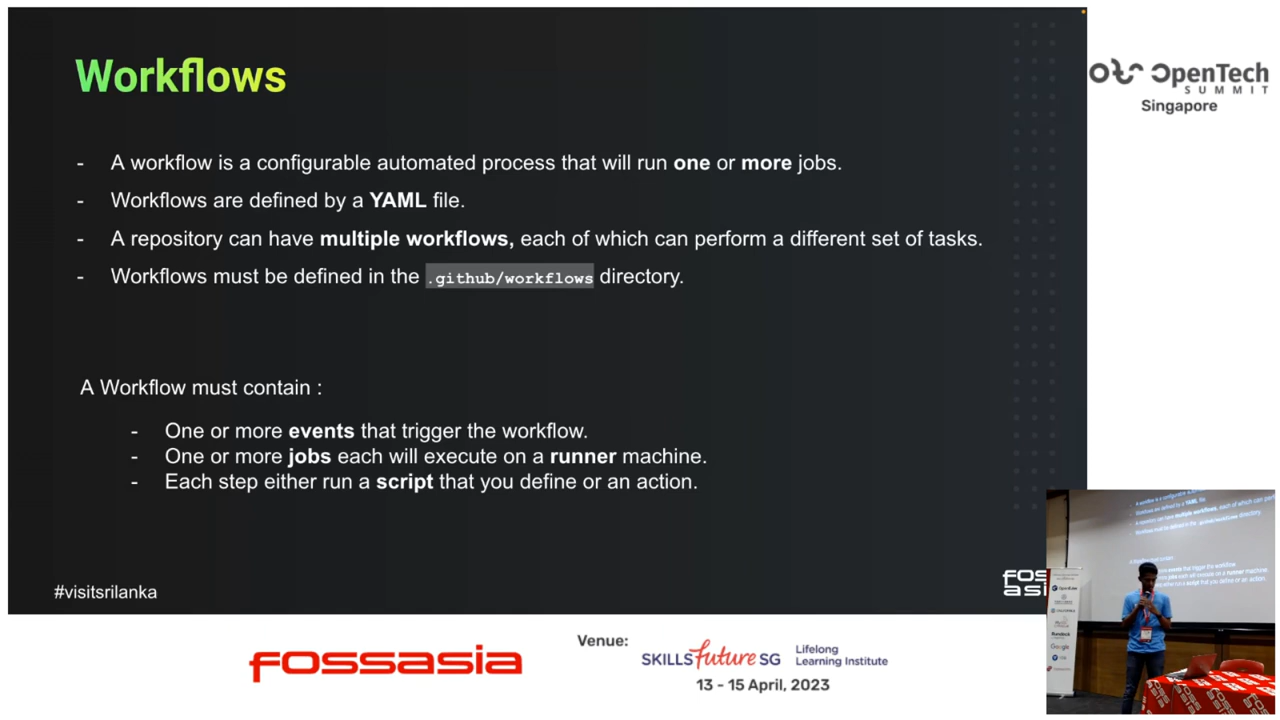 Workflows
- A workflow is a configurable automated process that will run one or more jobs.
- Workflows are defined by a YAML file.
- A repository can have multiple workflows, each of which can perform a different set of tasks.
- Workflows must be defined in the .github/workflows directory.
A Workflow must contain :
- One or more events that trigger the workflow.
- One or more jobs each will execute on a runner machine.
- Each step either run a script that you define or an action.
#visitsrilanka
OpenTech
SUMMIT
Singapore
fossasia
Venue:
SKILLSfuture SG
Lifelong
Learning Institute
13 - 15 April, 2023
Google